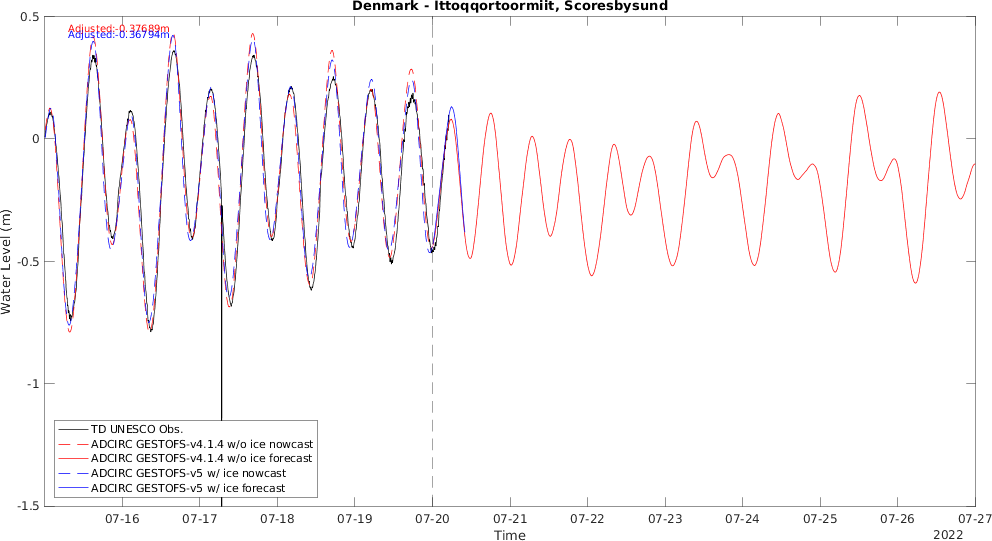 Denmark - Ittoqqortoormiit, Scoresbysund
Adjusted:-0.37689m
Adjusted:-0.36794m
0.5
0
-0.5
-1
-1.5
Water Level (m)
TD UNESCO Obs.
ADCIRC GESTOFS-v4.1.4 w/o ice nowcast
ADCIRC GESTOFS-v4.1.4 w/o ice forecast
ADCIRC GESTOFS-v5 w/ ice nowcast
ADCIRC GESTOFS-v5 w/ ice forecast
07-16 07-17 07-18 07-19 07-20 07-21 07-22 07-23 07-24 07-25 07-26 07-27
Time
2022